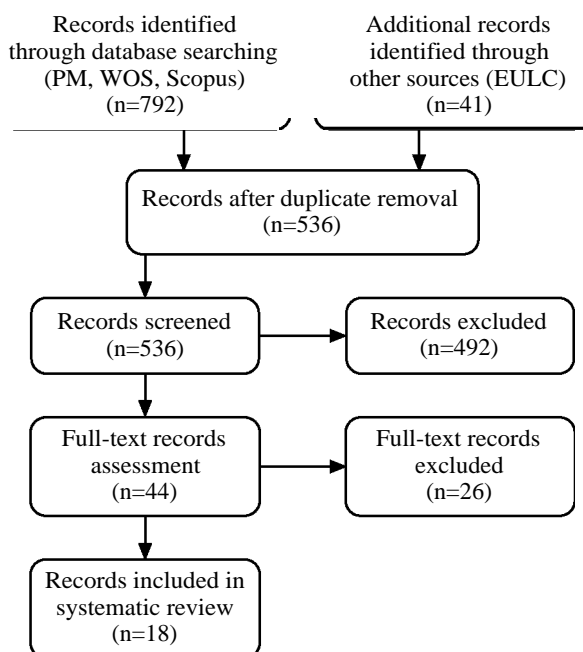 Records identified
through database searching
(PM, WOS, Scopus)
(n=792)
Additional records
identified through
other sources (EULC)
(n=41)
Records after duplicate removal
(n=536)
Records screened
(n=536)
Records excluded
(n=492)
Full-text records
assessment
(n=44)
Full-text records
excluded
(n=26)
Records included in
systematic review
(n=18)